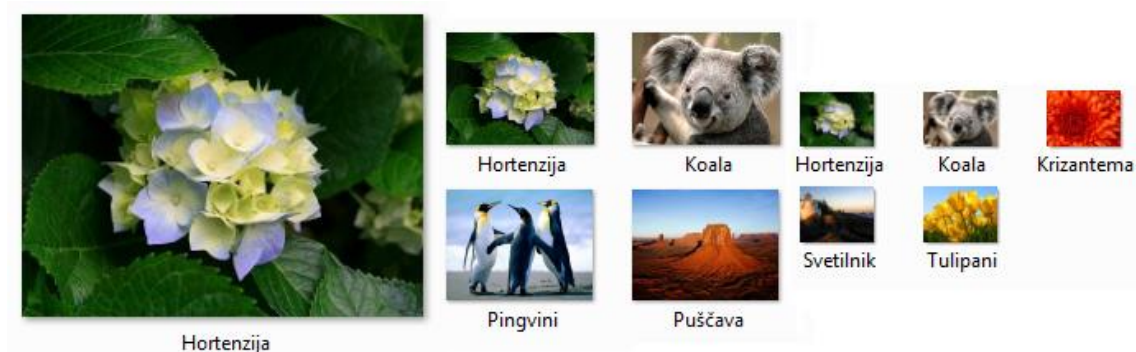 Hortenzija
Hortenzija Koala
Pingvini Puščava
Hortenzija Koala Krizantema
Svetilnik Tulipani